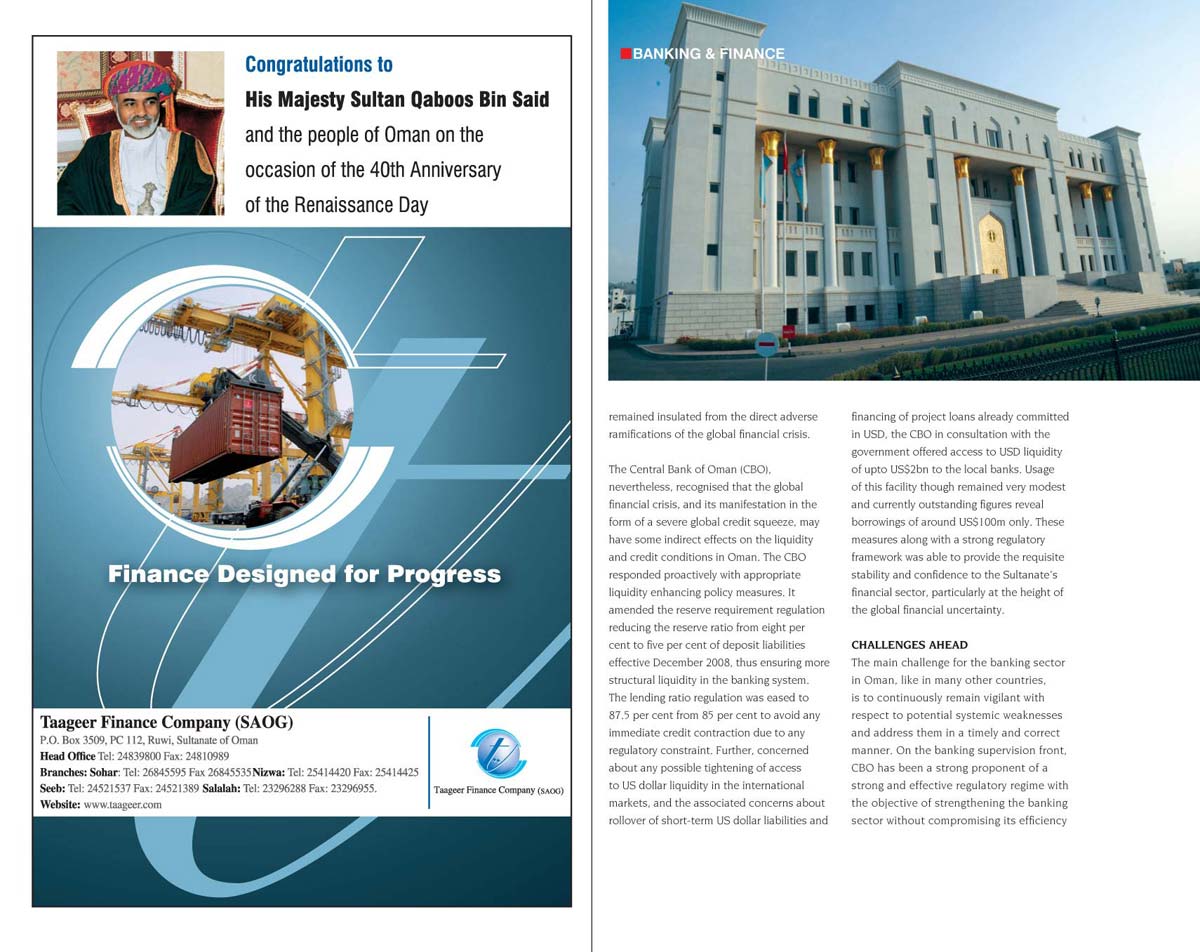 Congratulations to
His Majesty Sultan Qaboos Bin Said
and the people of Oman on the
occasion of the 40th Anniversary
of the Renaissance Day
Finance Designed for Progress
Taageer Finance Company (SAOG)
P.O. Box 3509, PC 112, Ruwi, Sultanate of Oman
Head Office Tel: 24839800 Fax: 24810989
Branches: Sohar: Tel: 26845595 Fax 26845535 Nizwa: Tel: 25414420 Fax: 25414425
Seeb: Tel: 24521537 Fax: 24521389 Salalah: Tel: 23296288 Fax: 23296955.
Website: www.taageer.com
Taageer Finance Company (SAOG)
BANKING & FINANCE
remained insulated from the direct adverse
ramifications of the global financial crisis.
The Central Bank of Oman (CBO),
nevertheless, recognised that the global
financial crisis, and its manifestation in the
form of a severe global credit squeeze, may
have some indirect effects on the liquidity
and credit conditions in Oman. The CBO
responded proactively with appropriate
liquidity enhancing policy measures. It
amended the reserve requirement regulation
reducing the reserve ratio from eight per
cent to five per cent of deposit liabilities
effective December 2008, thus ensuring more
structural liquidity in the banking system.
The lending ratio regulation was eased to
87.5 per cent from 85 per cent to avoid any
immediate credit contraction due to any
regulatory constraint. Further, concerned
about any possible tightening of access
to US dollar liquidity in the international
markets, and the associated concerns about
rollover of short-term US dollar liabilities and
financing of project loans already committed
in USD, the CBO in consultation with the
government offered access to USD liquidity
of upto US$2bn to the local banks. Usage
of this facility though remained very modest
and currently outstanding figures reveal
borrowings of around US$100m only. These
measures along with a strong regulatory
framework was able to provide the requisite
stability and confidence to the Sultanate's
financial sector, particularly at the height of
the global financial uncertainty.
CHALLENGES AHEAD
The main challenge for the banking sector
in Oman, like in many other countries,
is to continuously remain vigilant with
respect to potential systemic weaknesses
and address them in a timely and correct
manner. On the banking supervision front,
CBO has been a strong proponent of a
strong and effective regulatory regime with
the objective of strengthening the banking
sector without compromising its efficiency